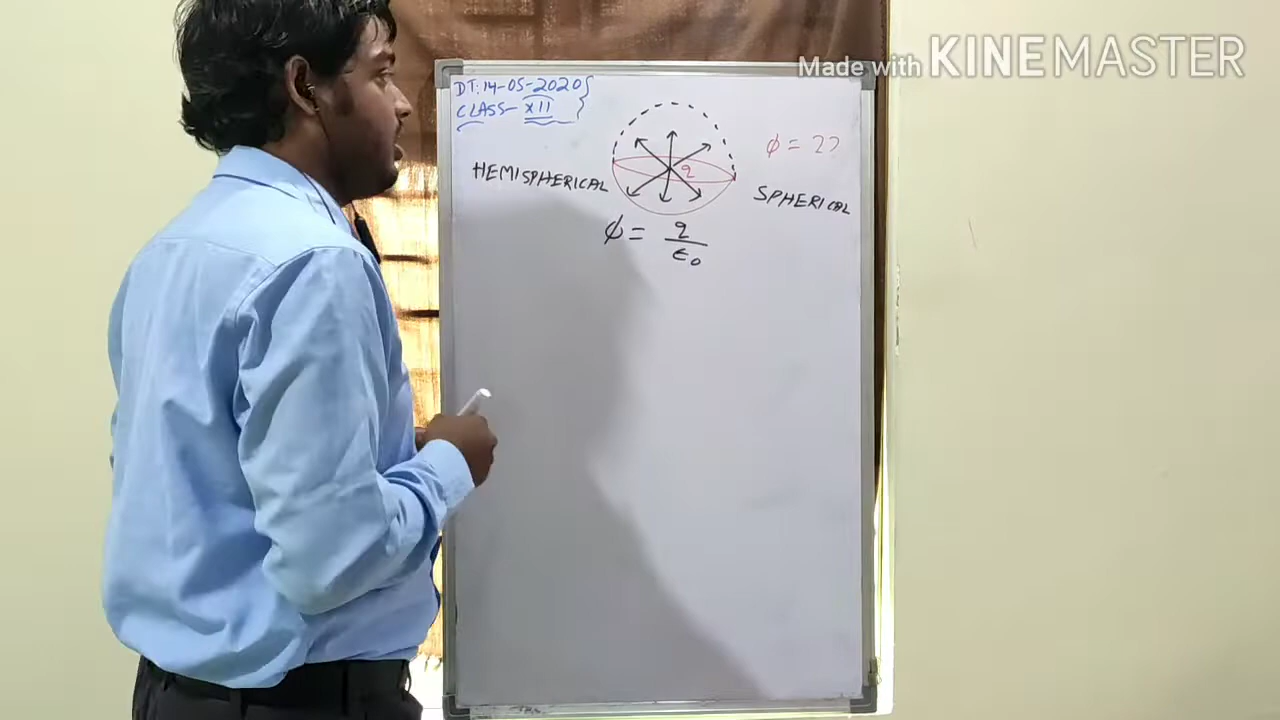 Made with KINEMASTER
DT: 14-05-2020
CLASS- XII
φ = ??
q
HEMISPHERICAL
SPHERICAL
φ = q/ε₀